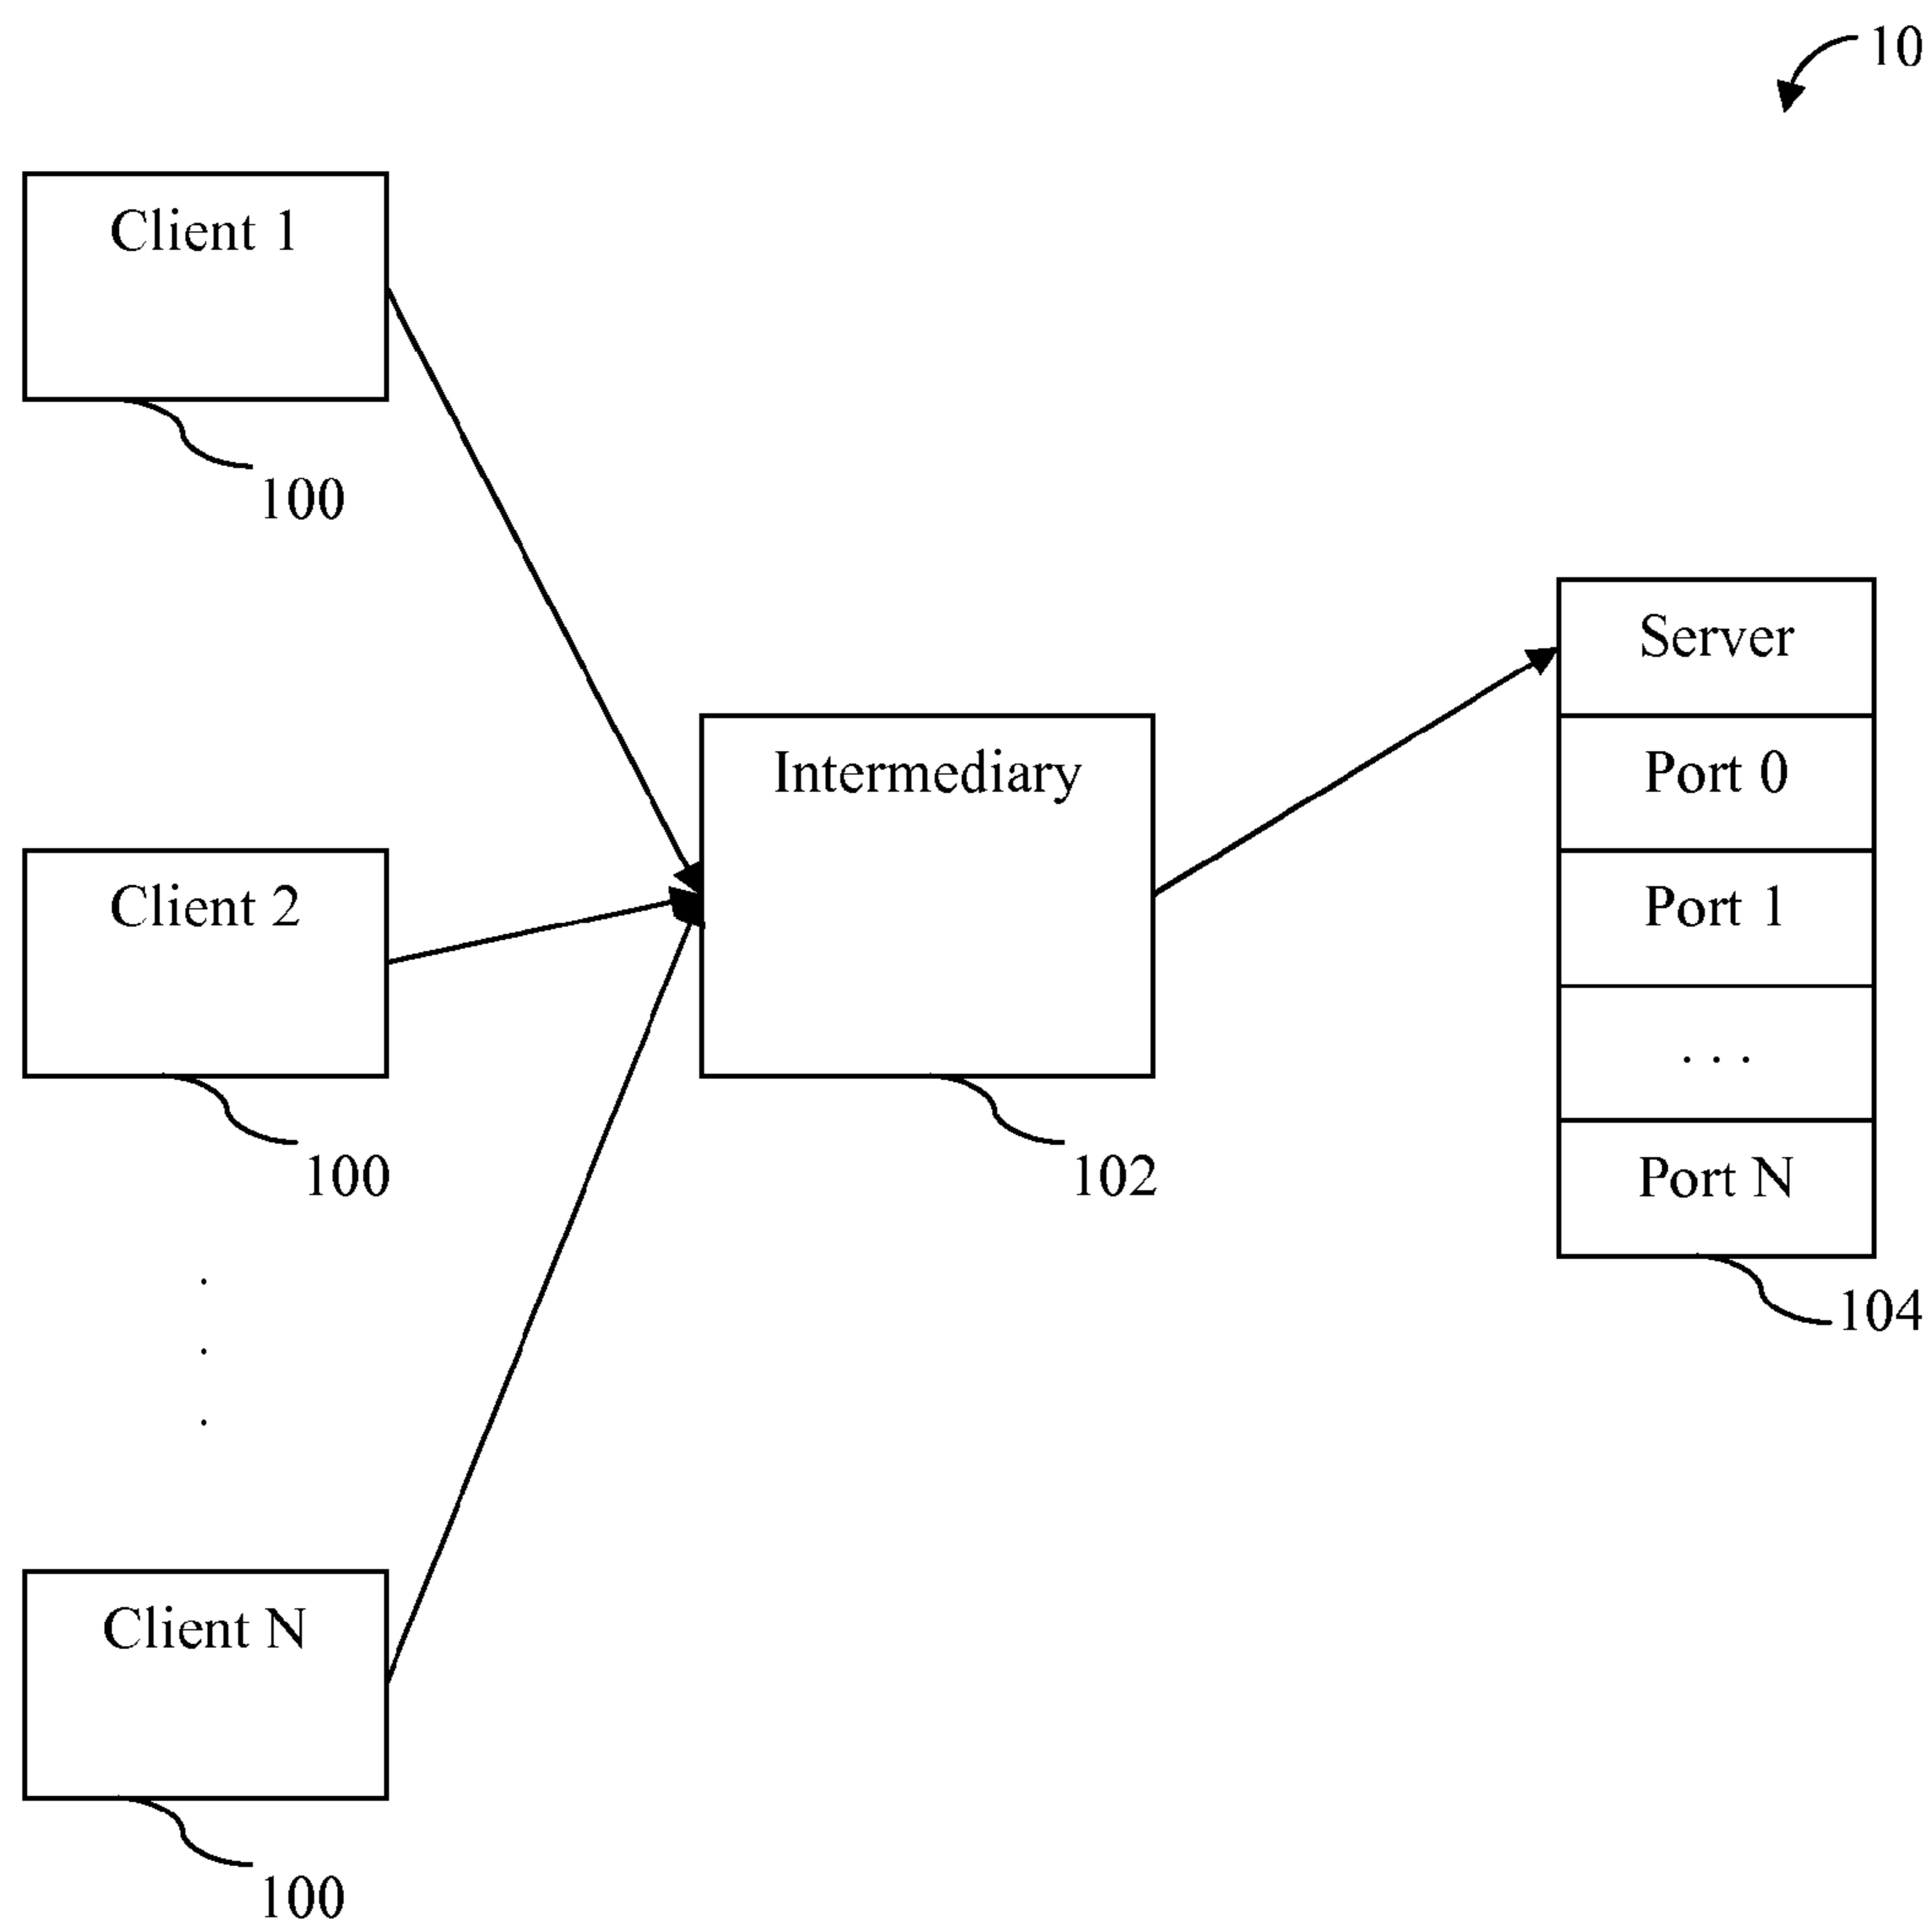 10
Client 1
100
Server
Intermediary
Port 0
Client 2
Port 1
. . .
100
102
Port N
.
.
.
104
Client N
100